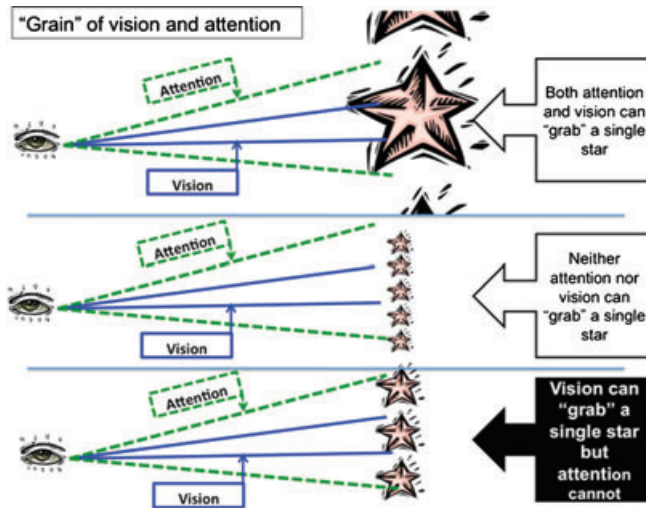 "Grain" of vision and attention
Attention
Vision
Both attention
and vision can
"grab" a single
star
Attention
Vision
Neither
attention nor
vision can
"grab" a single
star
Attention
Vision
Vision can
"grab" a
single star
but
attention
cannot